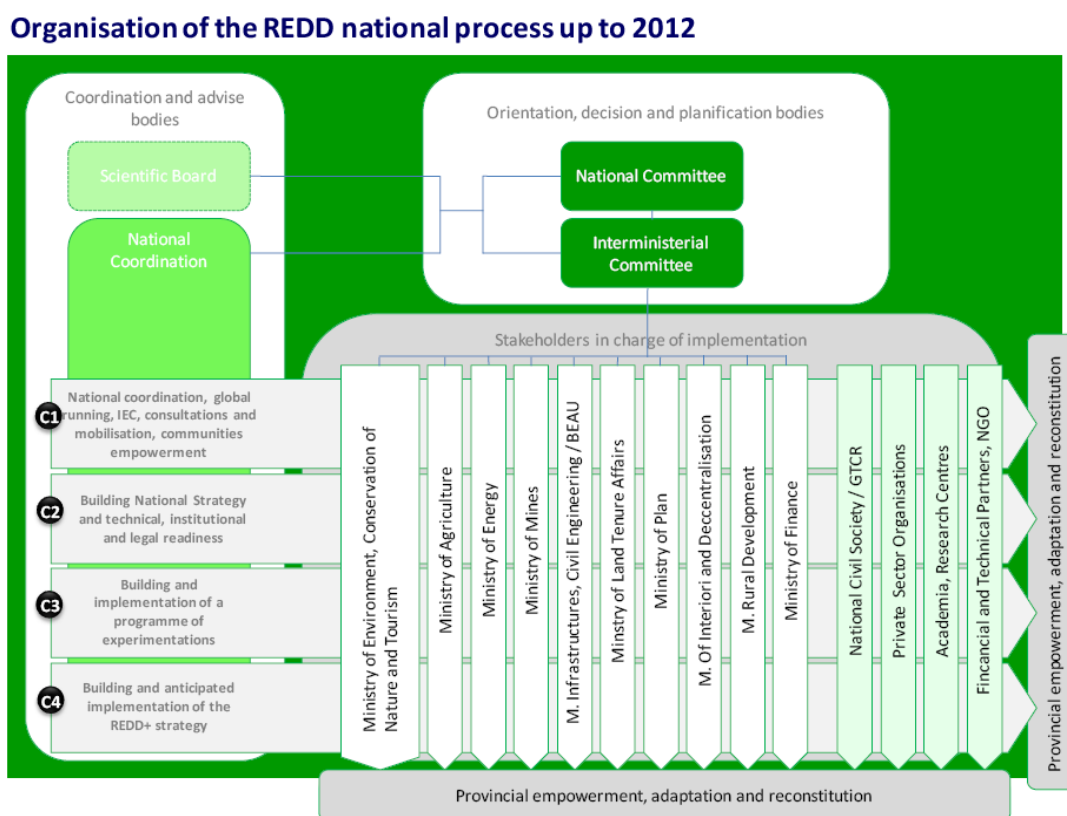 Organisation of the REDD national process up to 2012
Coordination and advise
bodies
Scientific Board
National
Coordination
Orientation, decision and planification bodies
National Committee
Interministerial
Committee
Stakeholders in charge of implementation
C1
National coordination, global
running, IEC, consultations and
mobilisation, communities
empowerment
C2
Building National Strategy
and technical, institutional
and legal readiness
C3
Building and
implementation of a
programme of
experimentations
C4
Building and anticipated
implementation of the
REDD+ strategy
Ministry of Environment, Conservation of
Nature and Tourism
Ministry of Agriculture
Ministry of Energy
Ministry of Mines
M. Infrastructures, Civil Engineering / BEAU
Minstry of Land Tenure Affairs
Ministry of Plan
M. Of Interiori and Deccentralisation
M. Rural Development
Ministry of Finance
National Civil Society / GTCR
Private Sector Organisations
Academia, Research Centres
Fincancial and Technical Partners, NGO
Provincial empowerment, adaptation and reconstitution
Provincial empowerment, adaptation and reconstitution